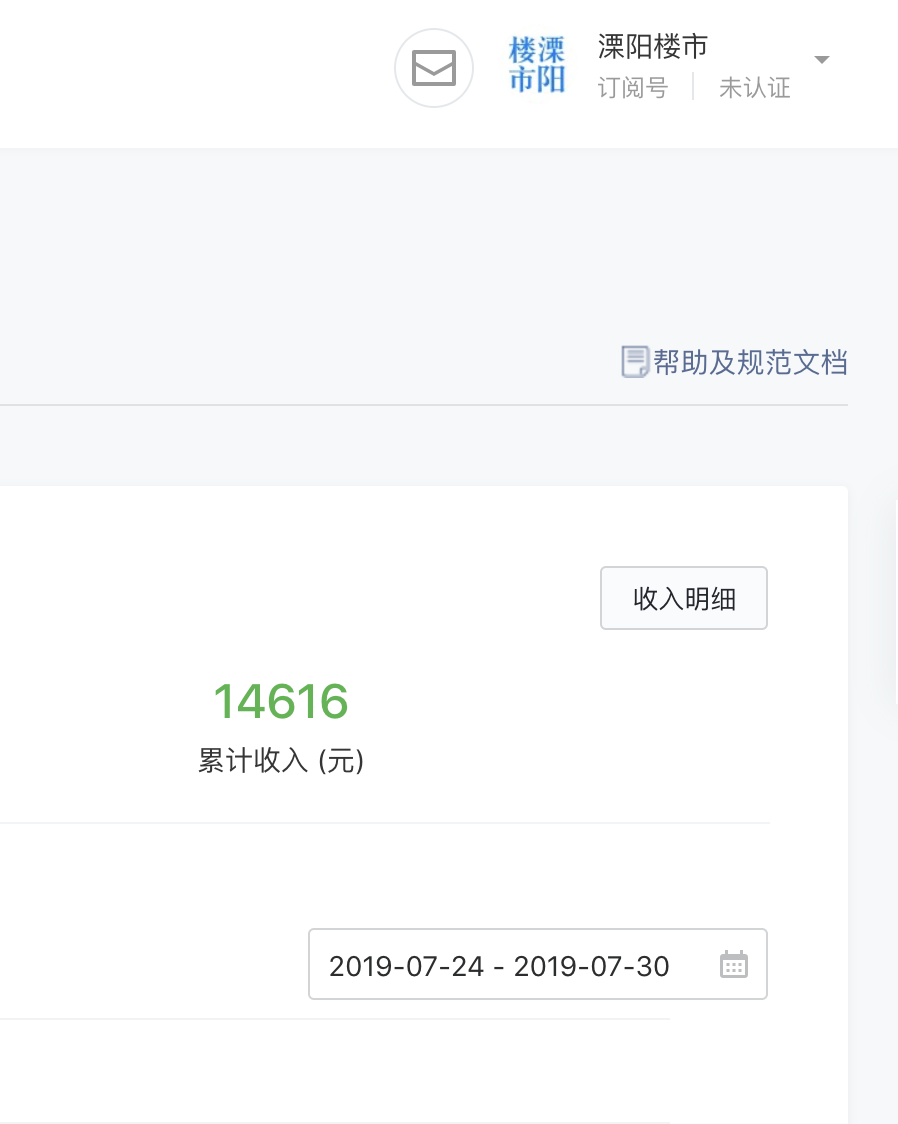 楼溧
市阳
溧阳楼市
订阅号 未认证
帮助及规范文档
收入明细
14616
累计收入 (元)
2019-07-24 - 2019-07-30